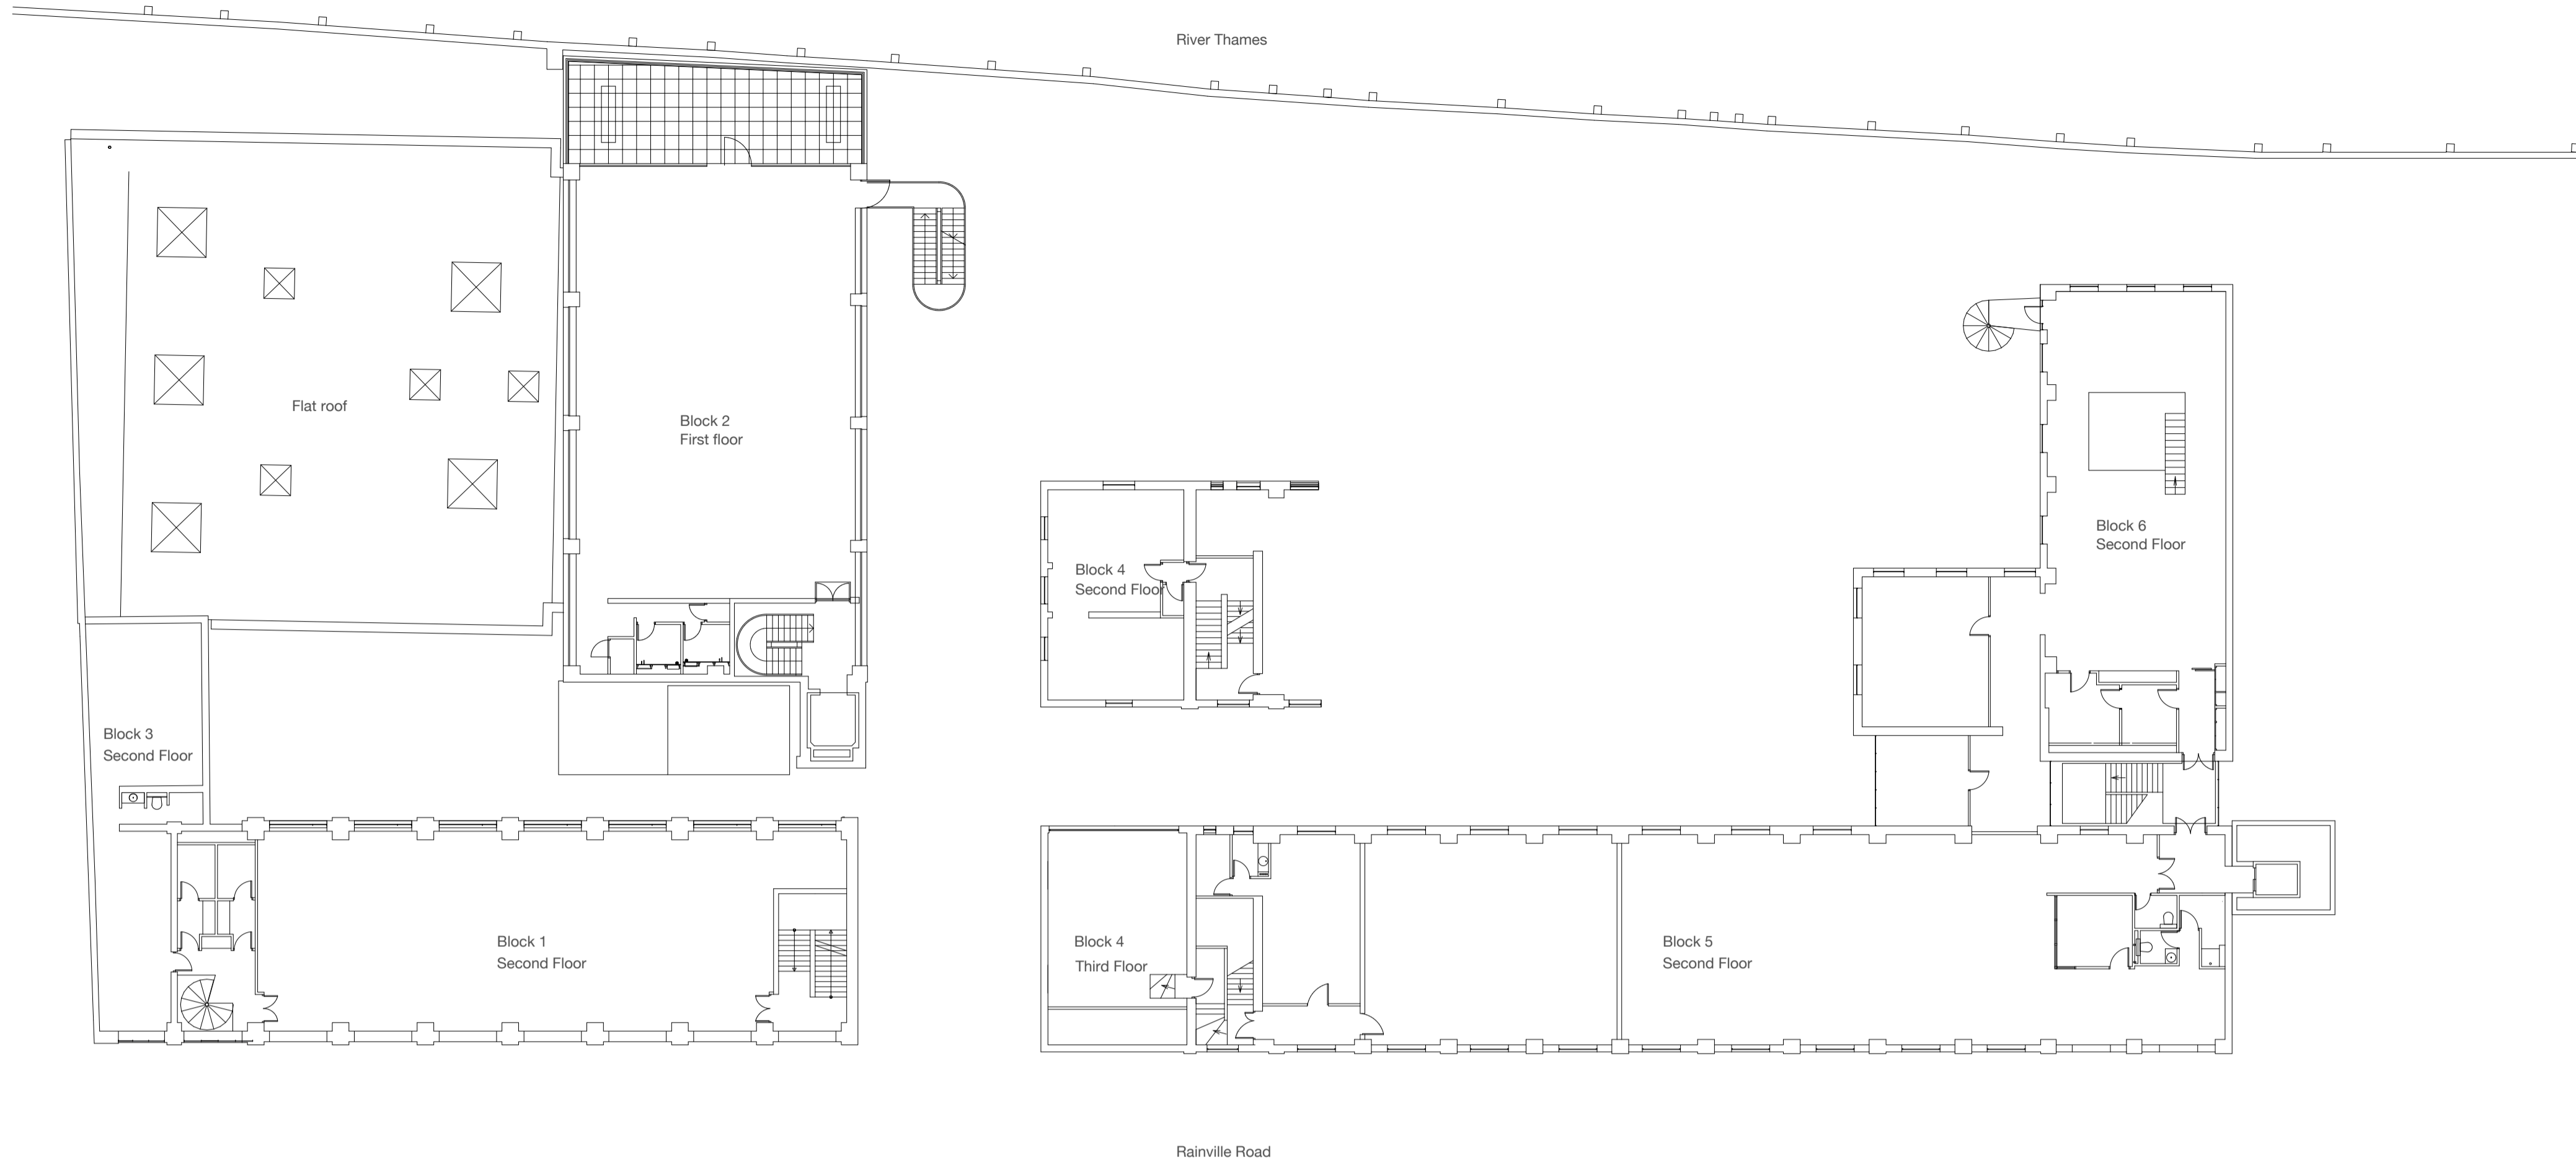 River Thames
Flat roof
Block 2
First floor
Block 6
Second Floor
Block 4
Second Floor
Block 3
Second Floor
Block 1
Second Floor
Block 4
Third Floor
Block 5
Second Floor
Rainville Road